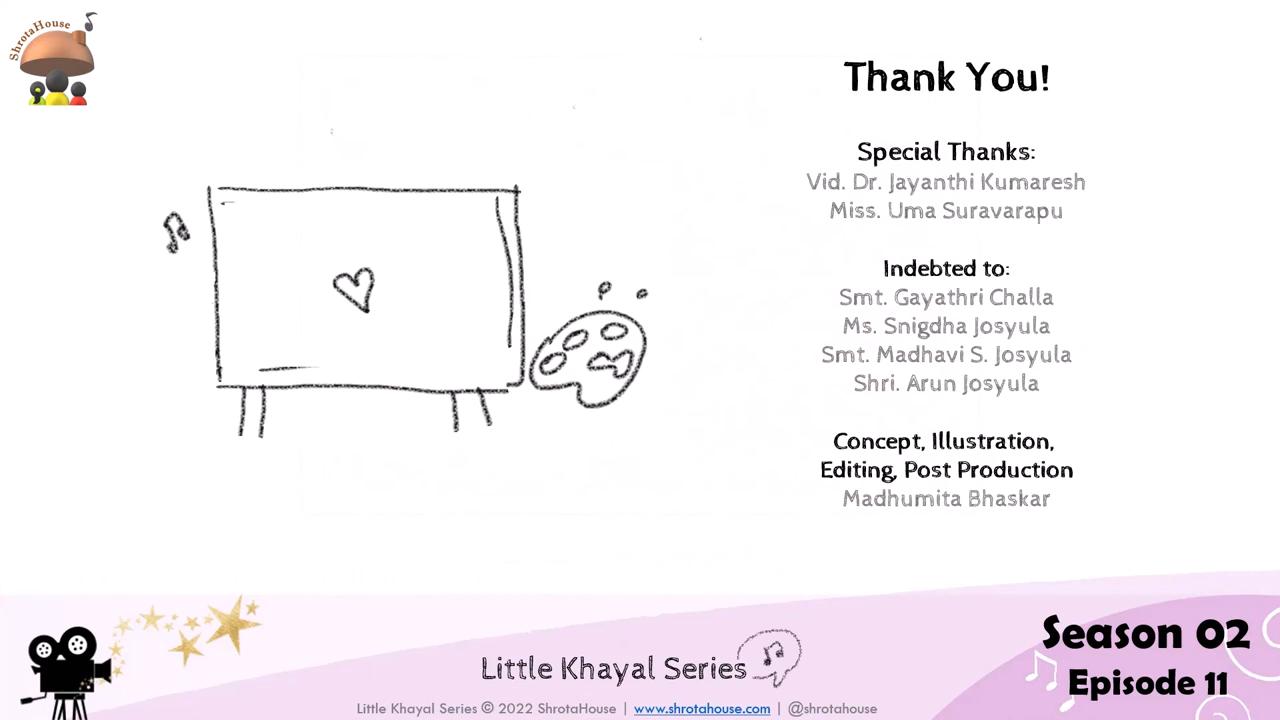 ShrotaHouse
Thank You!
Special Thanks:
Vid. Dr. Jayanthi Kumaresh
Miss. Uma Suravarapu
Indebted to:
Smt. Gayathri Challa
Ms. Snigdha Josyula
Smt. Madhavi S. Josyula
Shri. Arun Josyula
Concept, Illustration,
Editing, Post Production
Madhumita Bhaskar
Season 02
Episode 11
Little Khayal Series
Little Khayal Series © 2022 ShrotaHouse | www.shrotahouse.com | @shrotahouse